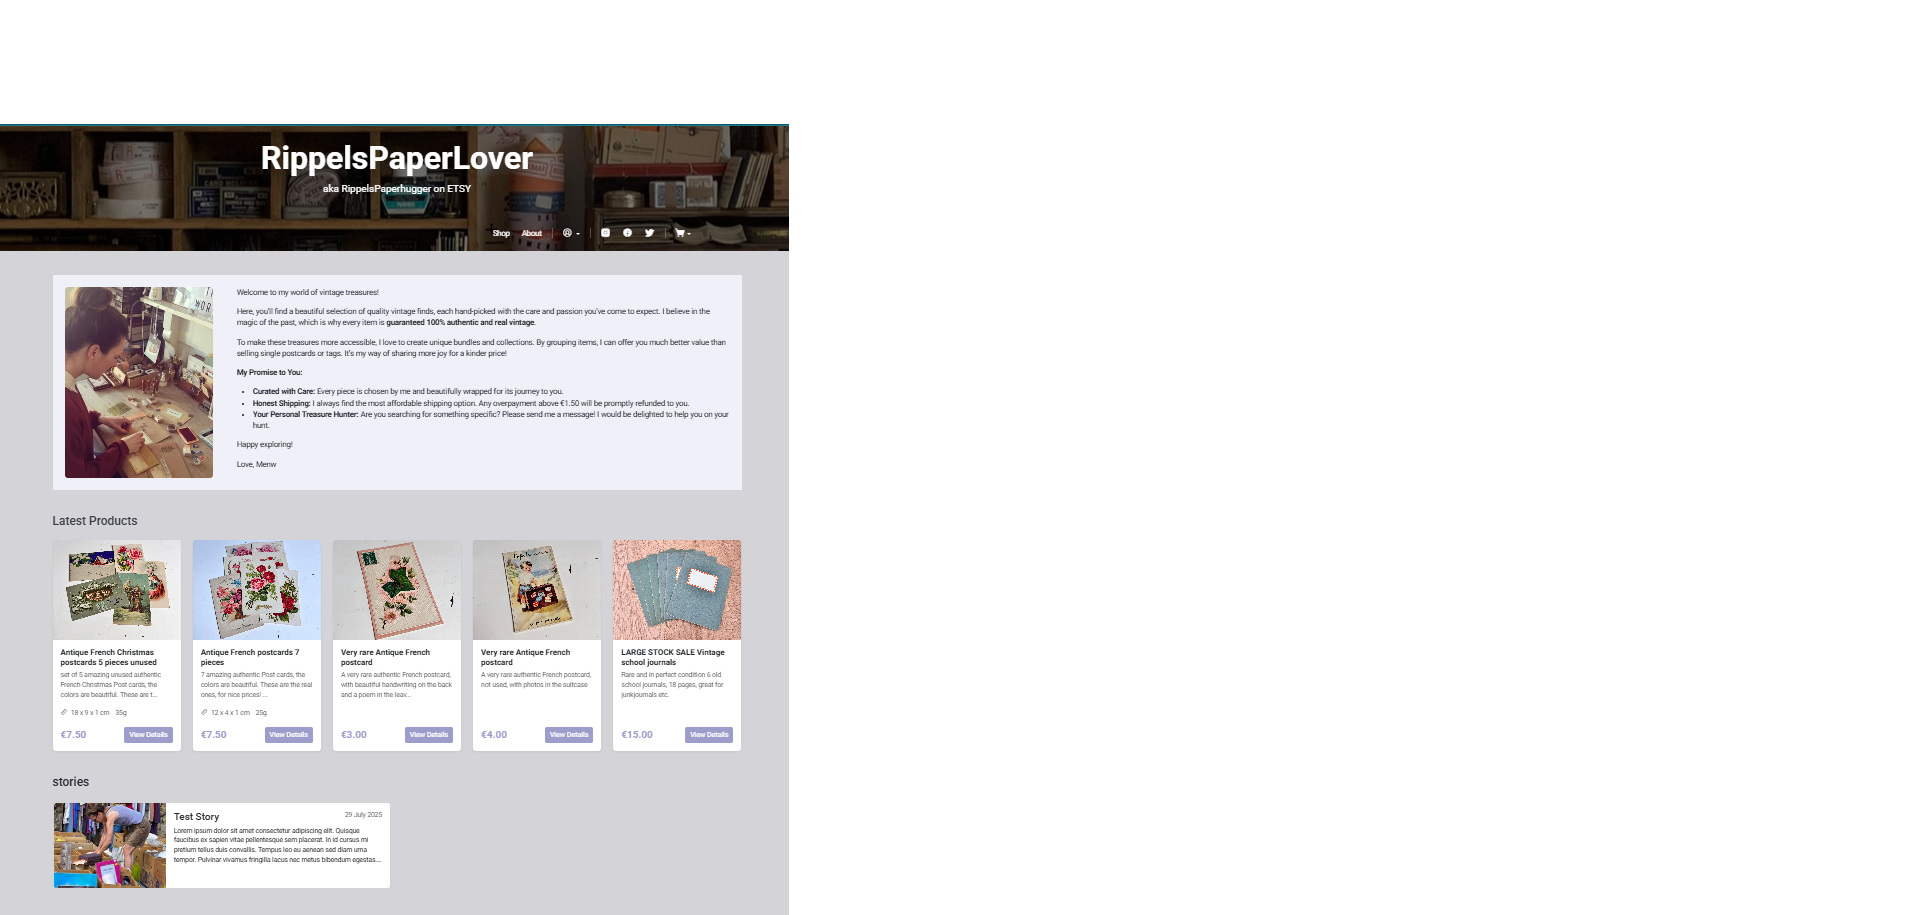 RippelsPaperLover
aka RippelsPaperhugger on ETSY
Shop About
Welcome to my world of vintage treasures!
Here, you'll find a beautiful selection of quality vintage finds, each hand-picked with the care and passion you've come to expect. I believe in the
magic of the past, which is why every item is guaranteed 100% authentic and real vintage.
To make these treasures more accessible, I love to create unique bundles and collections. By grouping items, I can offer you much better value than
selling single postcards or tags. It's my way of sharing more joy for a kinder price!
My Promise to You:
• Curated with Care: Every piece is chosen by me and beautifully wrapped for its journey to you.
• Honest Shipping: I always find the most affordable shipping option. Any overpayment above €1.50 will be promptly refunded to you.
• Your Personal Treasure Hunter: Are you searching for something specific? Please send me a message! I would be delighted to help you on your
hunt.
Happy exploring!
Love, Menw
Latest Products
Antique French Christmas
postcards 5 pieces unused
set of 5 amazing unused authentic
French Christmas Post cards, the
colors are beautiful. These are t...
18 x 9 x 1 cm 35g
€7.50 View Details
Antique French postcards 7
pieces
7 amazing authentic Post cards, the
colors are beautiful. These are the real
ones, for nice prices! ...
12 x 4 x 1 cm 25g
€7.50 View Details
Very rare Antique French
postcard
A very rare authentic French postcard,
with beautiful handwriting on the back
and a poem in the leav...
€3.00 View Details
Very rare Antique French
postcard
A very rare authentic French postcard,
not used, with photos in the suitcase
€4.00 View Details
LARGE STOCK SALE Vintage
school journals
Rare and in perfect condition 6 old
school journals, 18 pages, great for
junkjournals etc.
€15.00 View Details
stories
Test Story 29 July 2025
Lorem ipsum dolor sit amet consectetur adipiscing elit. Quisque
faucibus ex sapien vitae pellentesque sem placerat. In id cursus mi
pretium tellus duis convallis. Tempus leo eu aenean sed diam urna
tempor. Pulvinar vivamus fringilla lacus nec metus bibendum egestas...